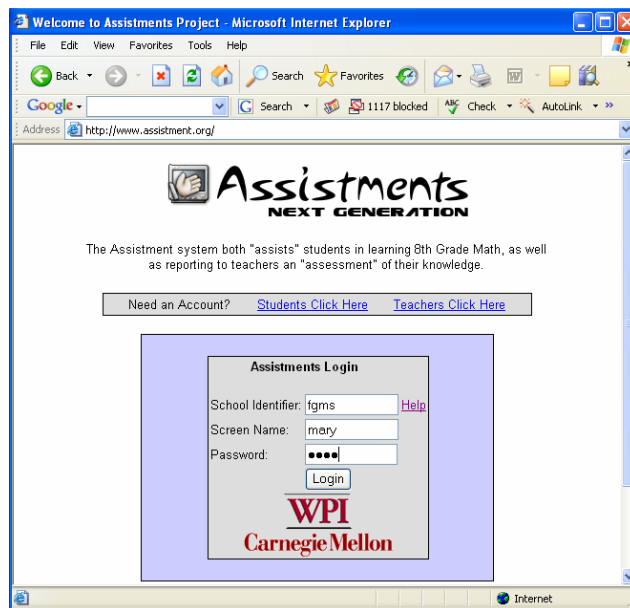 Welcome to Assistments Project - Microsoft Internet Explorer
File Edit View Favorites Tools Help
Back Search Favorites
Google Search 1117 blocked ABC Check AutoLink »
Address http://www.assistment.org/
Assistments
NEXT GENERATION
The Assistment system both "assists" students in learning 8th Grade Math, as well
as reporting to teachers an "assessment" of their knowledge.
Need an Account? Students Click Here Teachers Click Here
Assistments Login
School Identifier: fgms Help
Screen Name: mary
Password: ●●●●
Login
WPI
Carnegie Mellon
Internet